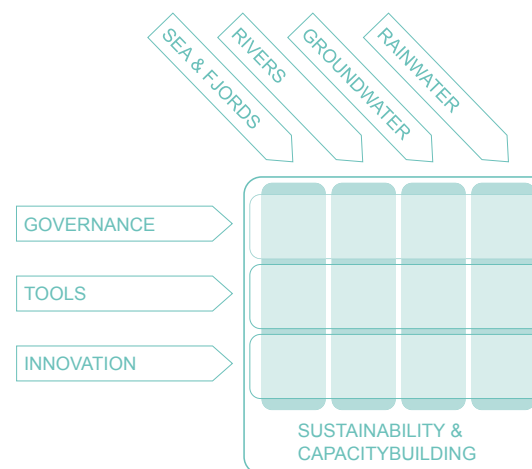 SEA & FJORDS
RIVERS
GROUNDWATER
RAINWATER
GOVERNANCE
TOOLS
INNOVATION
SUSTAINABILITY &
CAPACITYBUILDING